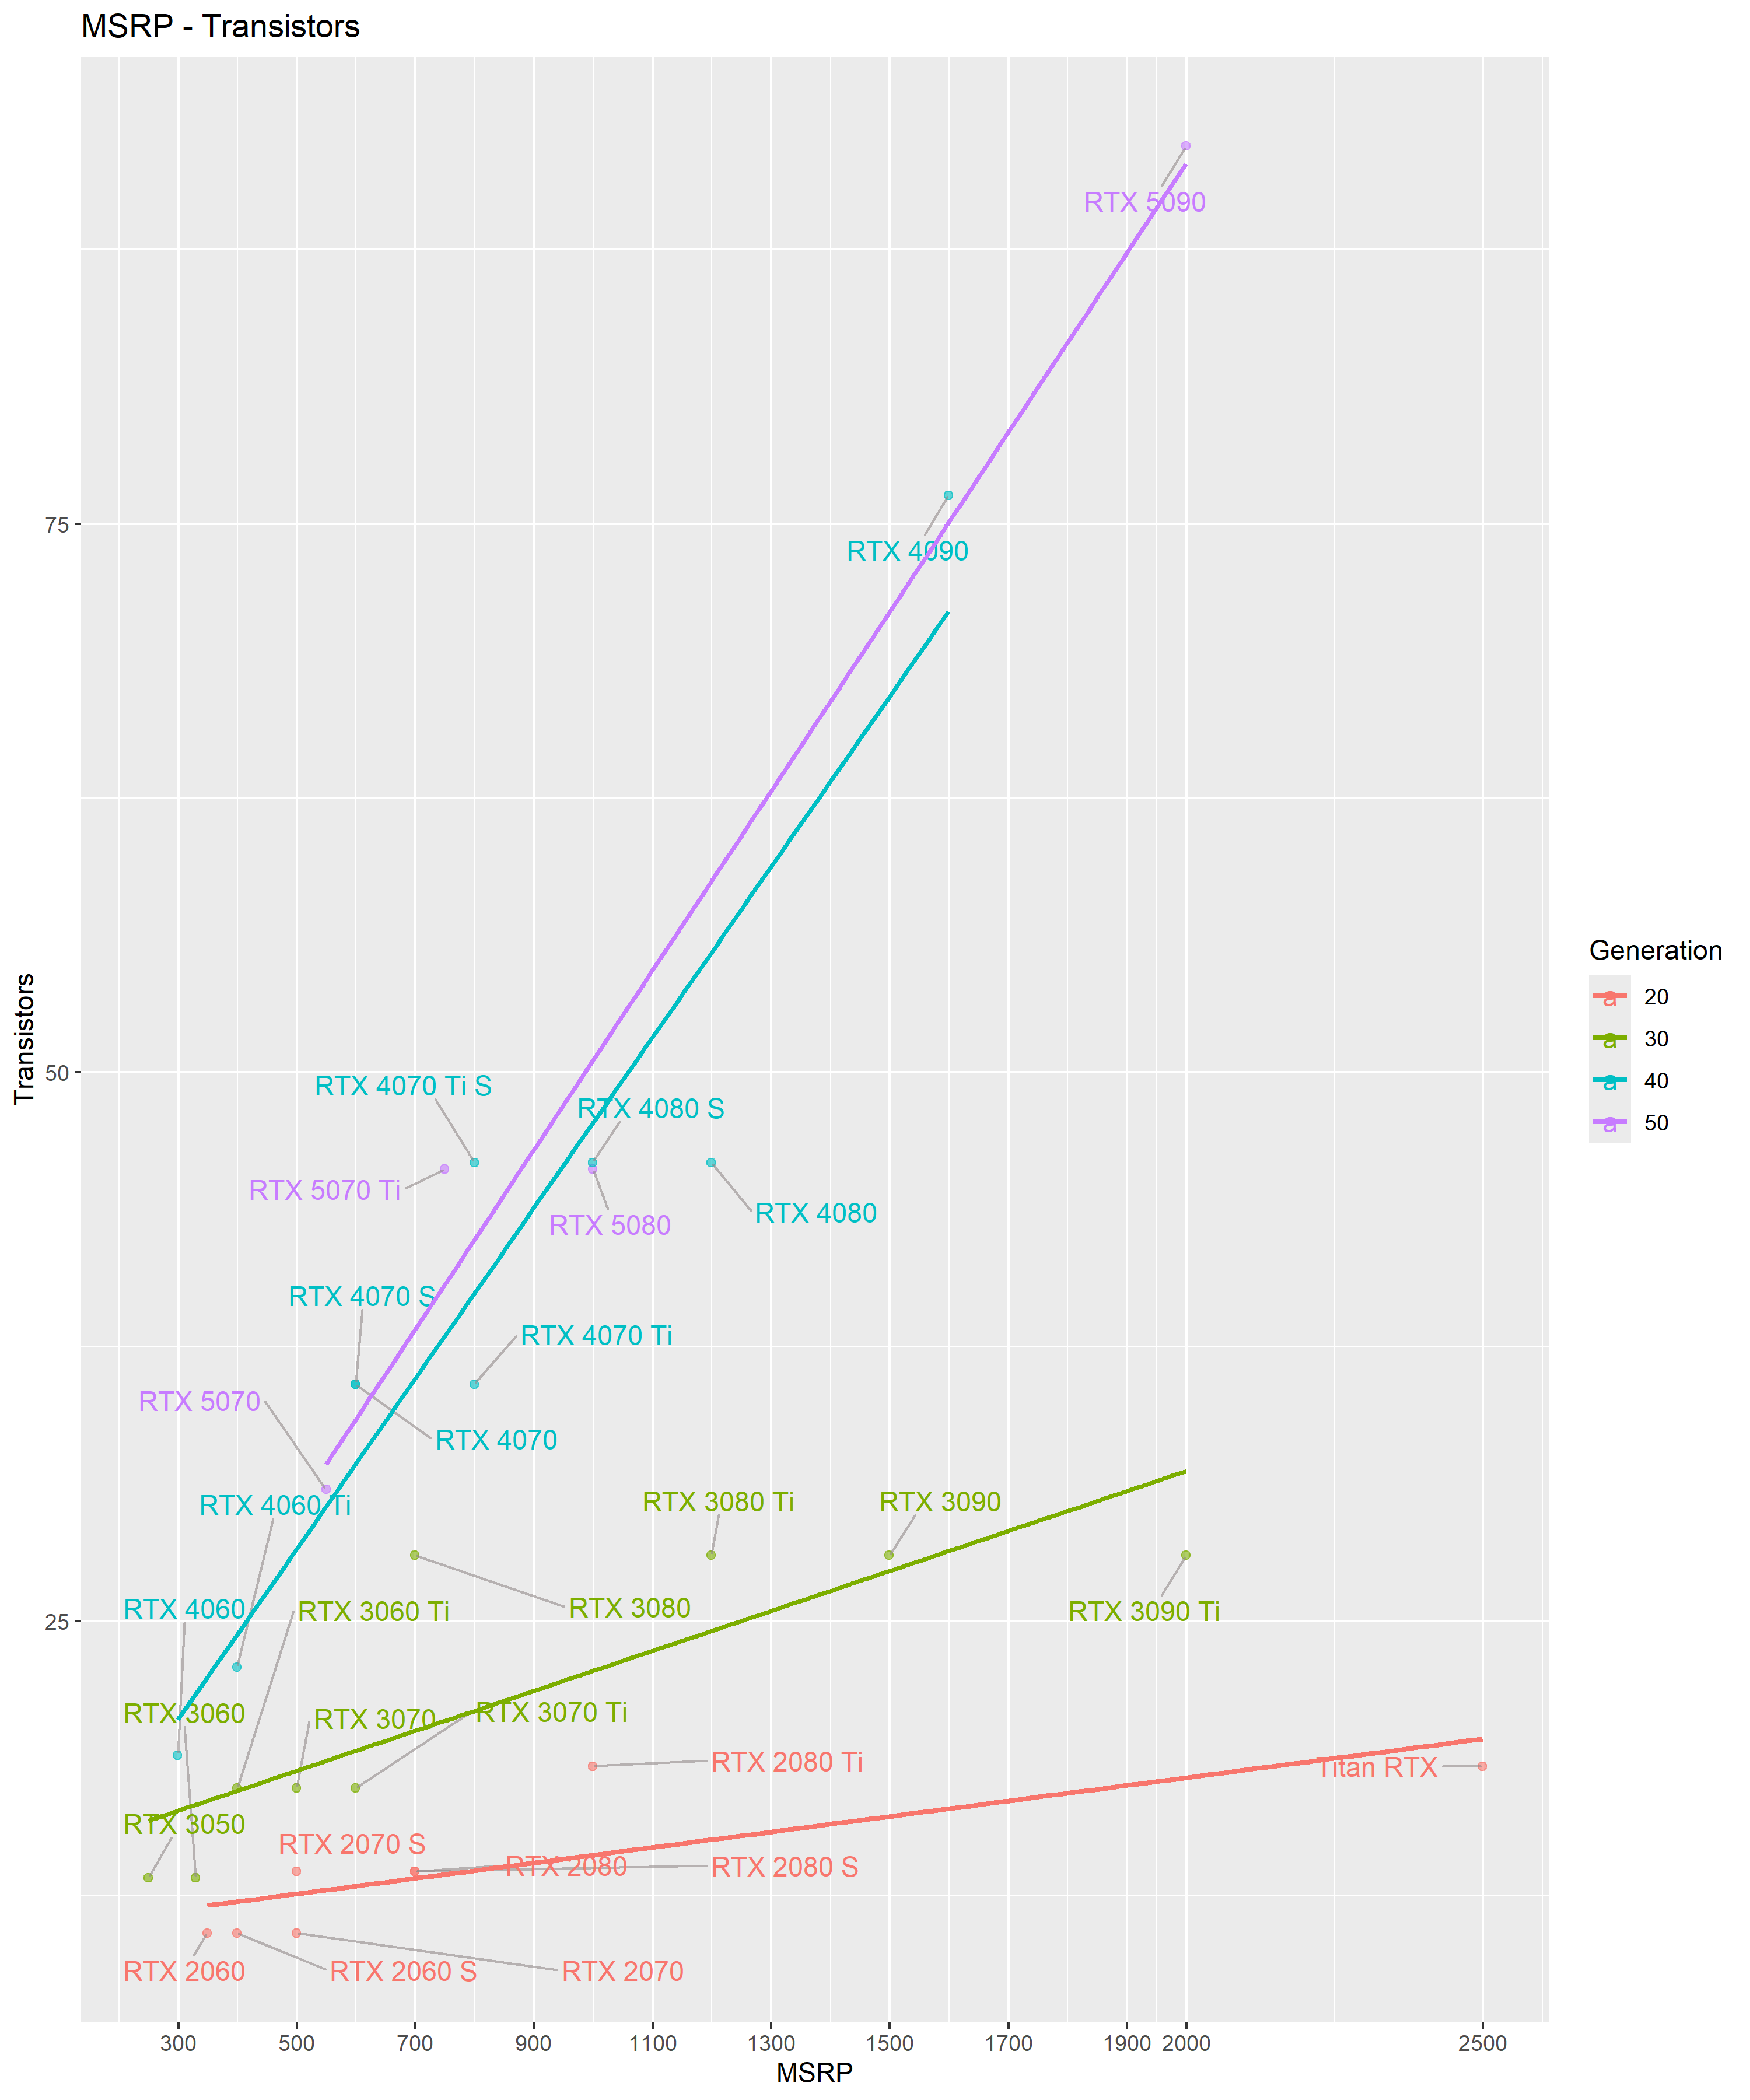 MSRP - Transistors
RTX 5090
75
RTX 4090
Generation
a 20
a 30
a 40
a 50
Transistors
50
RTX 4070 Ti S
RTX 4080 S
RTX 5070 Ti
RTX 4080
RTX 5080
RTX 4070 S
RTX 4070 Ti
RTX 5070
RTX 4070
RTX 4060 Ti
RTX 3080 Ti
RTX 3090
RTX 4060
RTX 3060 Ti
RTX 3080
RTX 3090 Ti
25
RTX 3060
RTX 3070
RTX 3070 Ti
RTX 2080 Ti
Titan RTX
RTX 3050
RTX 2070 S
RTX 2080
RTX 2080 S
RTX 2060
RTX 2060 S
RTX 2070
300 500 700 900 1100 1300 1500 1700 1900 2000 2500
MSRP